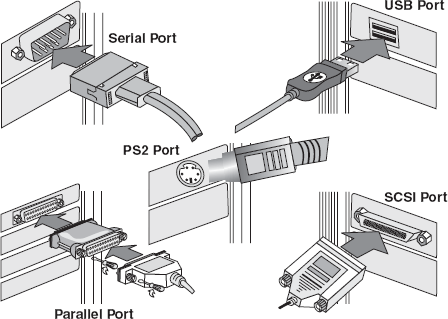 USB Port
Serial Port
PS2 Port
SCSI Port
Parallel Port